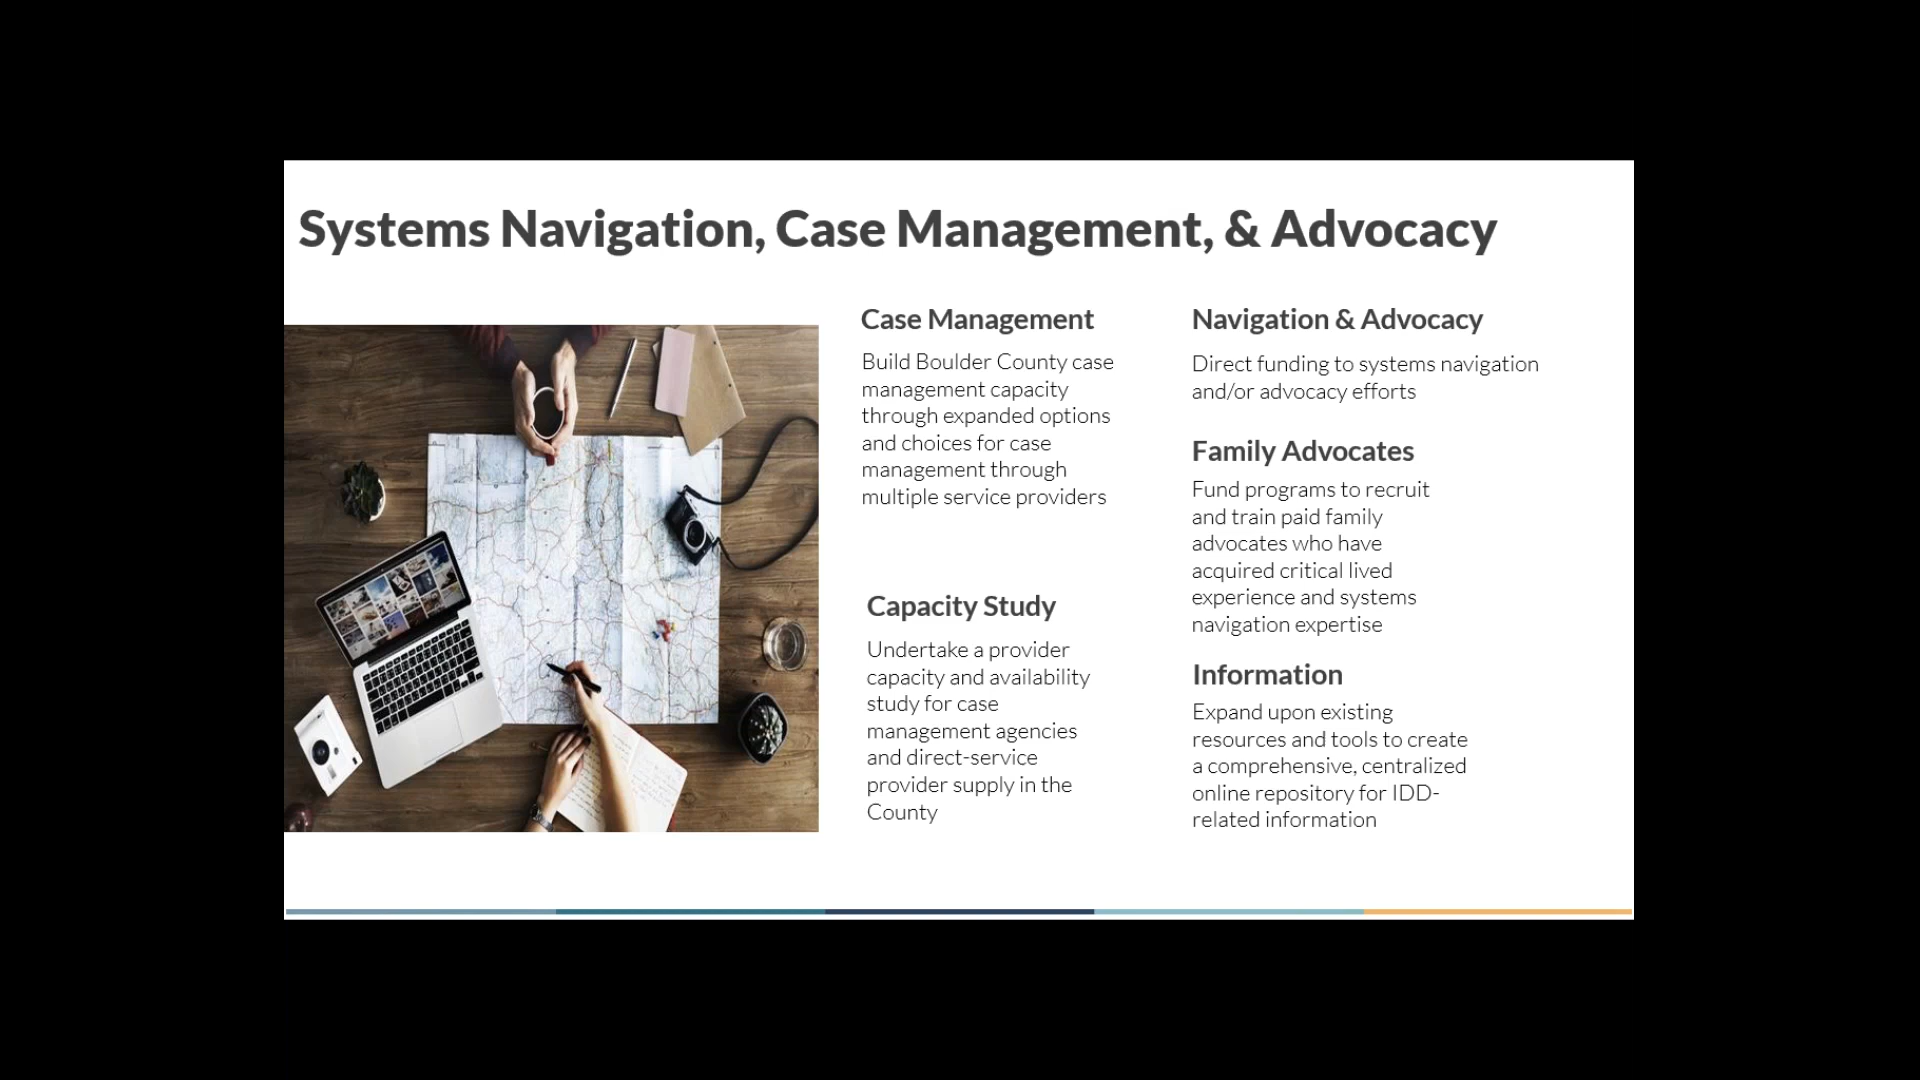 Systems Navigation, Case Management, & Advocacy
Case Management
Build Boulder County case
management capacity
through expanded options
and choices for case
management through
multiple service providers
Capacity Study
Undertake a provider
capacity and availability
study for case
management agencies
and direct-service
provider supply in the
County
Navigation & Advocacy
Direct funding to systems navigation
and/or advocacy efforts
Family Advocates
Fund programs to recruit
and train paid family
advocates who have
acquired critical lived
experience and systems
navigation expertise
Information
Expand upon existing
resources and tools to create
a comprehensive, centralized
online repository for IDD-
related information